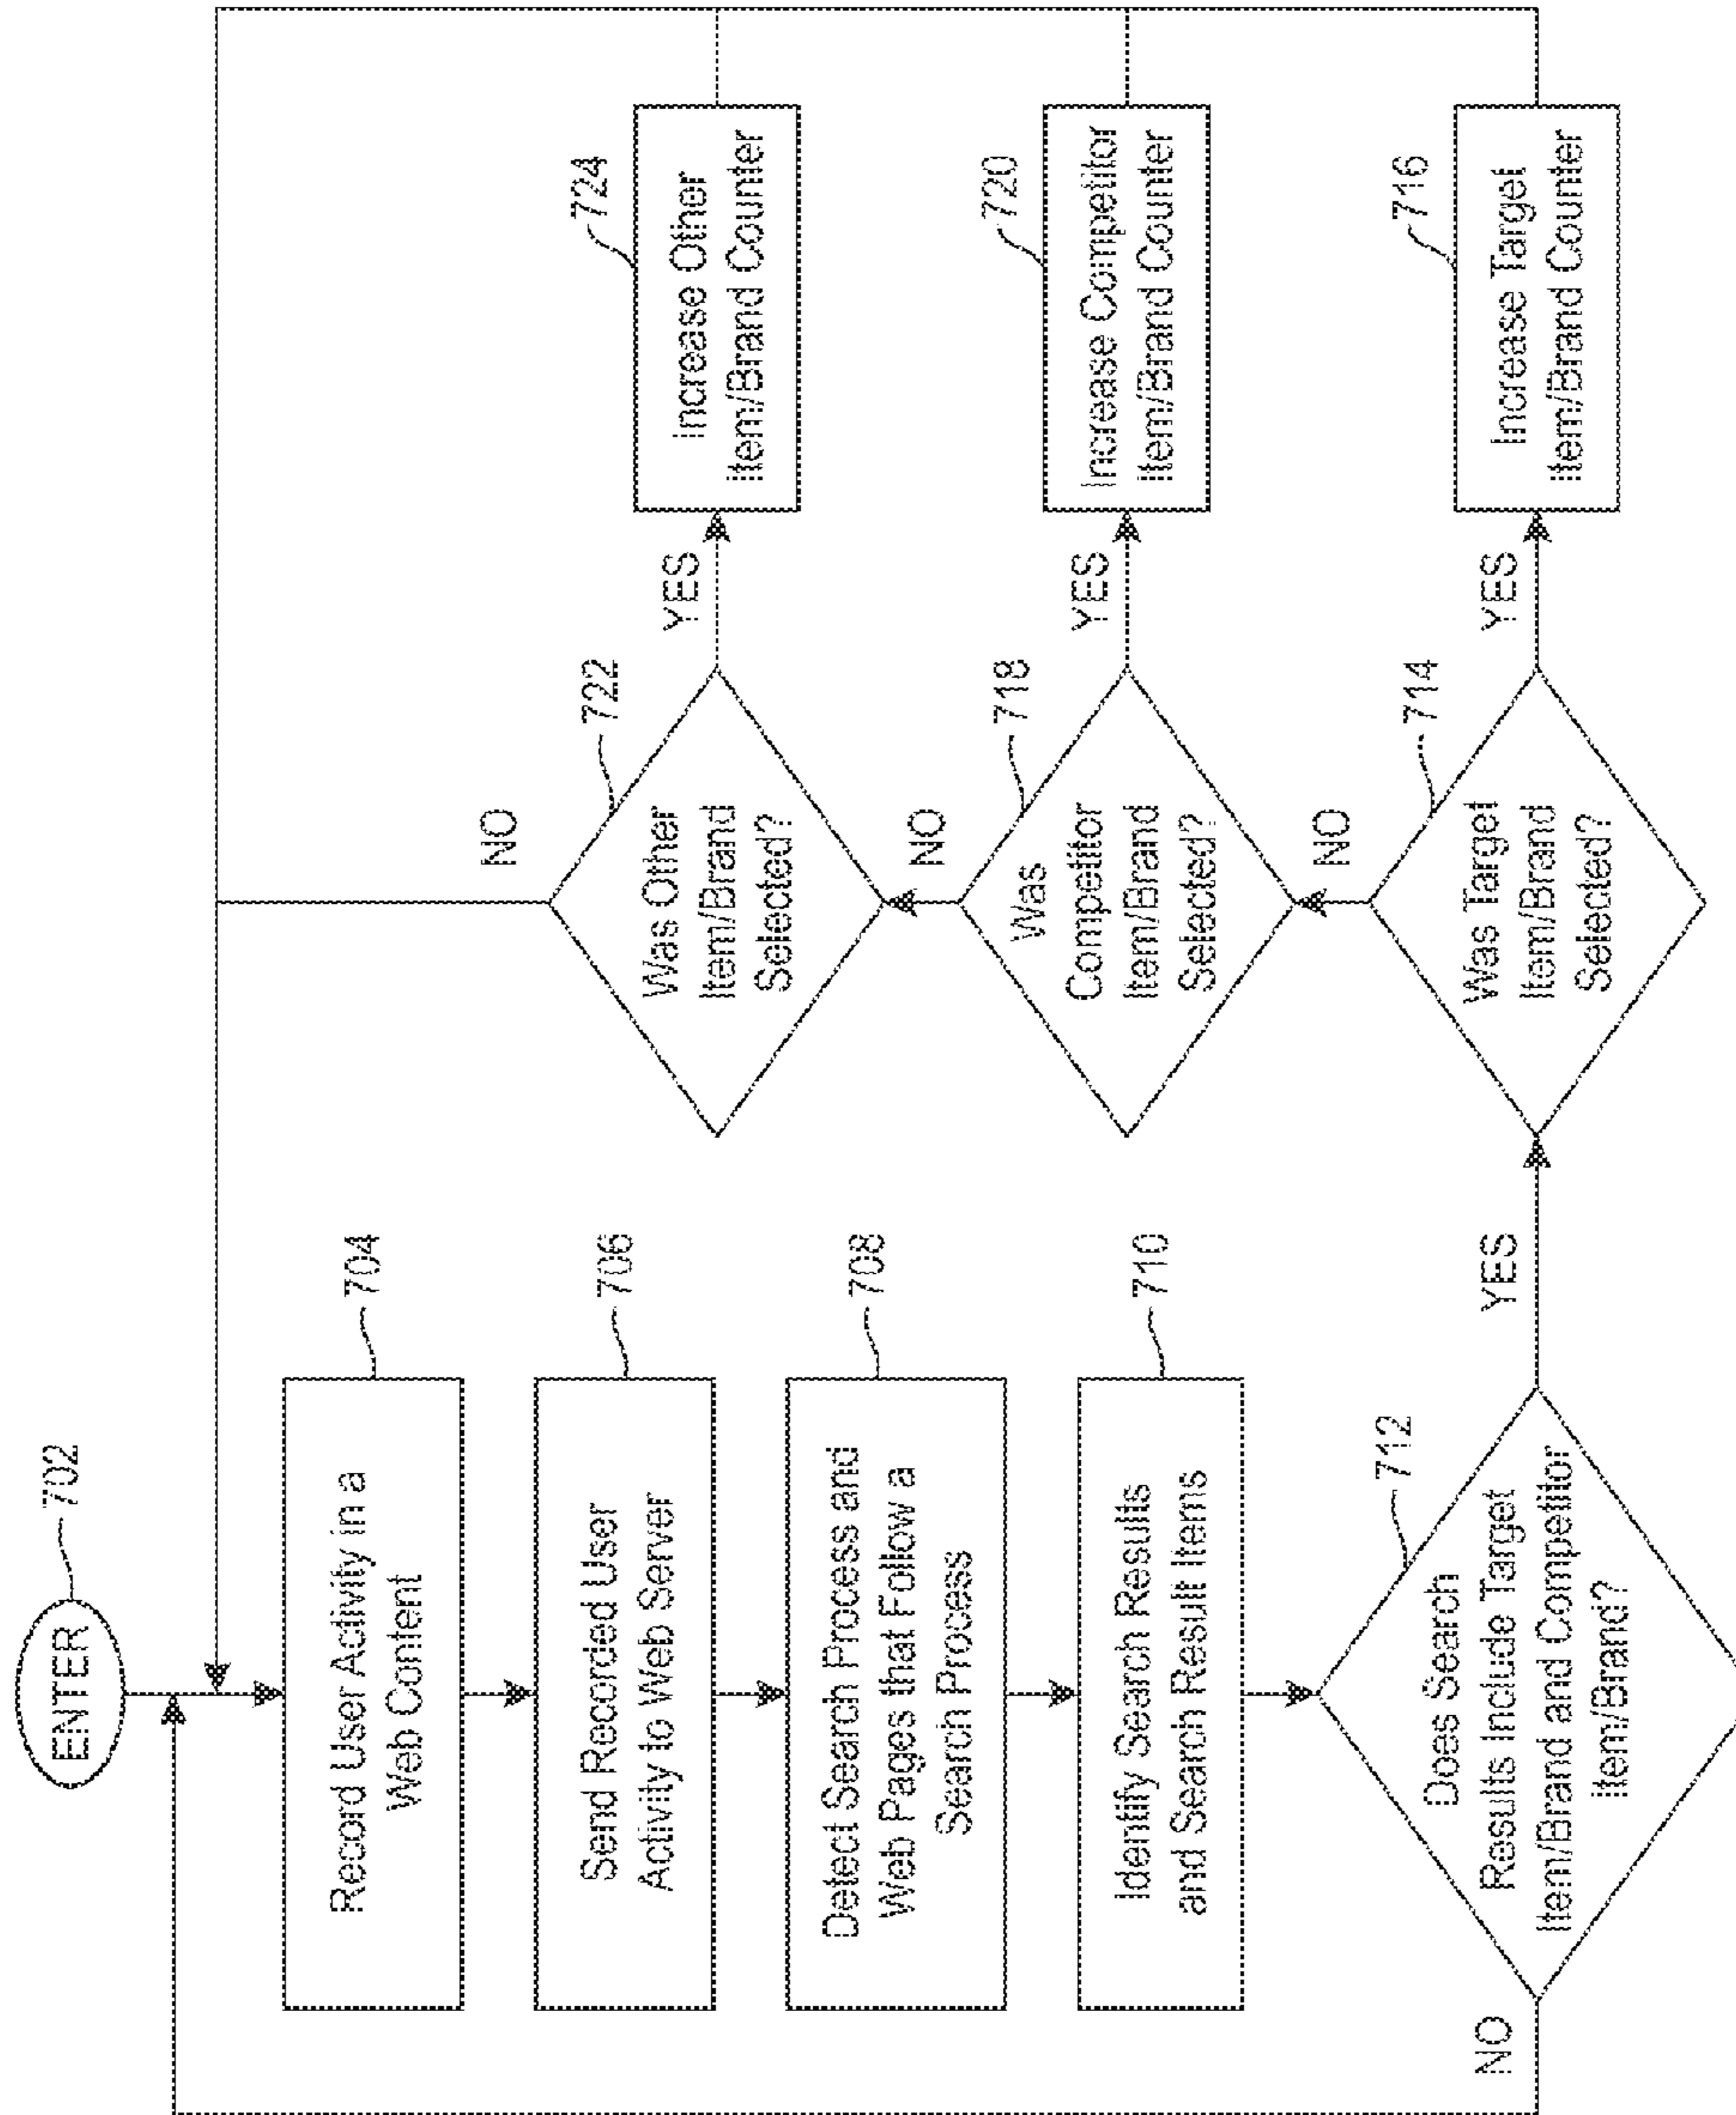 ENTER
702
Record User Activity in a
Web Content
704
Send Recorded User
Activity to Web Server
706
Detect Search Process and
Web Pages that Follow a
Search Process
708
Identify Search Results
and Search Result Items
710
Does Search
Results Include Target
Item/Brand and Competitor
Item/Brand?
712
NO
YES
Was Target
Item/Brand
Selected?
714
YES
Increase Target
Item/Brand Counter
716
NO
Was
Competitor
Item/Brand
Selected?
718
YES
Increase Competitor
Item/Brand Counter
720
NO
Was Other
Item/Brand
Selected?
722
YES
Increase Other
Item/Brand Counter
724
NO